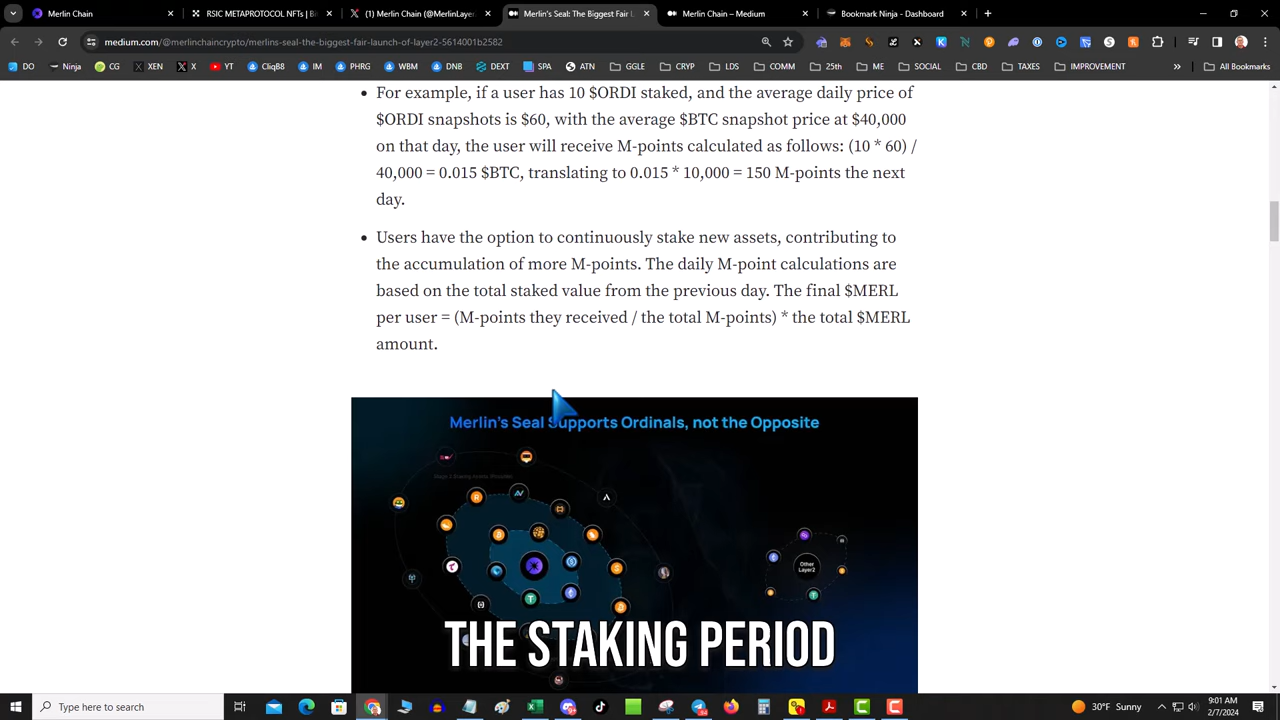 Merlin Chain
RSIC METAPROTOCOL NFTs | B
(1) Merlin Chain (@MerlinLayer
Merlin's Seal: The Biggest Fair L
Merlin Chain – Medium
Bookmark Ninja - Dashboard
medium.com/@merlinchaincrypto/merlins-seal-the-biggest-fair-launch-of-layer2-5614001b2582
DO Ninja CG XEN X YT CliqB8 IM PHRG WBM DNB DEXT SPA ATN GGLE CRYP LDS COMM 25th ME SOCIAL CBD TAXES IMPROVEMENT » All Bookmarks
For example, if a user has 10 $ORDI staked, and the average daily price of
$ORDI snapshots is $60, with the average $BTC snapshot price at $40,000
on that day, the user will receive M-points calculated as follows: (10 * 60) /
40,000 = 0.015 $BTC, translating to 0.015 * 10,000 = 150 M-points the next
day.
Users have the option to continuously stake new assets, contributing to
the accumulation of more M-points. The daily M-point calculations are
based on the total staked value from the previous day. The final $MERL
per user = (M-points they received / the total M-points) * the total $MERL
amount.
Merlin's Seal Supports Ordinals, not the Opposite
Other
Layer2
THE STAKING PERIOD
Type here to search
30°F Sunny
9:01 AM
2/7/2024